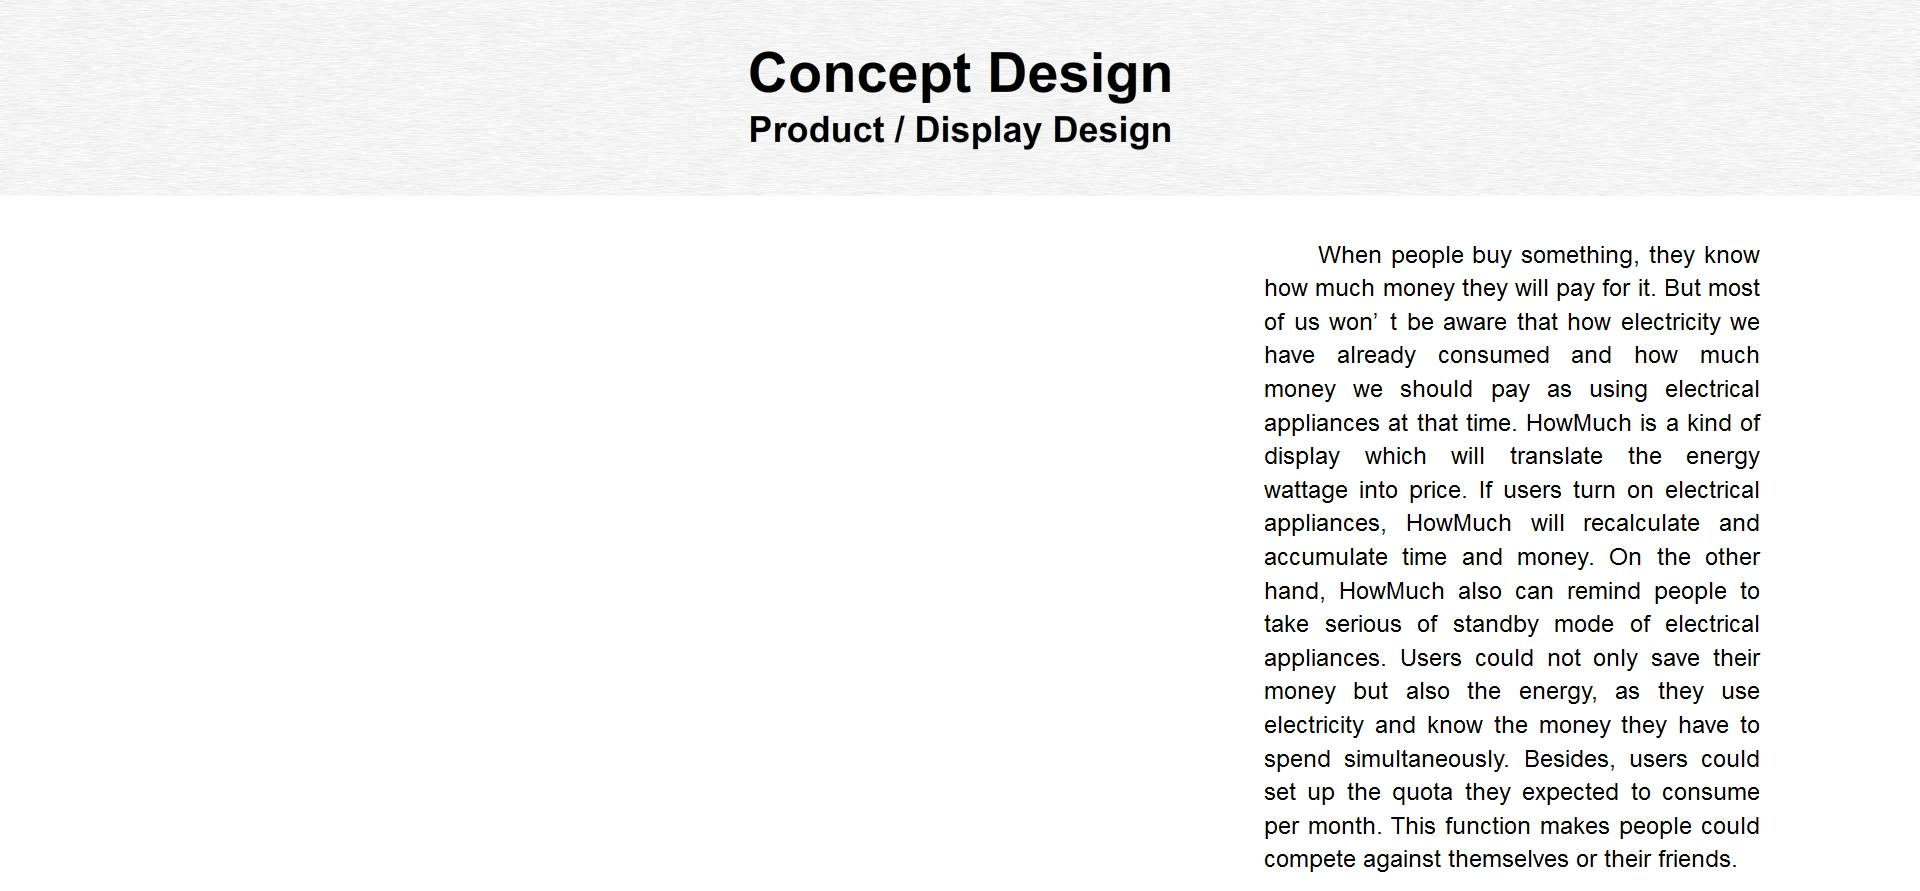 Concept Design
Product / Display Design
When people buy something, they know
how much money they will pay for it. But most
of us won’ t be aware that how electricity we
have already consumed and how much
money we should pay as using electrical
appliances at that time. HowMuch is a kind of
display which will translate the energy
wattage into price. If users turn on electrical
appliances, HowMuch will recalculate and
accumulate time and money. On the other
hand, HowMuch also can remind people to
take serious of standby mode of electrical
appliances. Users could not only save their
money but also the energy, as they use
electricity and know the money they have to
spend simultaneously. Besides, users could
set up the quota they expected to consume
per month. This function makes people could
compete against themselves or their friends.